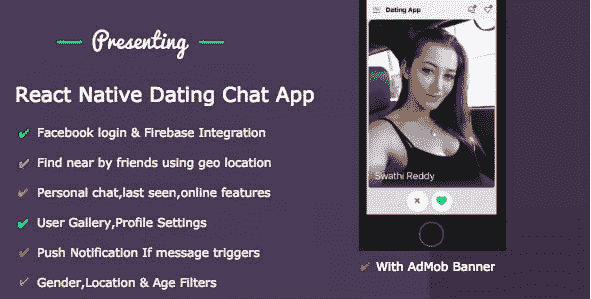 Presenting
React Native Dating Chat App
Facebook login & Firebase Integration
Find near by friends using geo location
Personal chat,last seen,online features
User Gallery,Profile Settings
Push Notification If message triggers
Gender,Location & Age Filters
Dating App
Swathi Reddy
With AdMob Banner